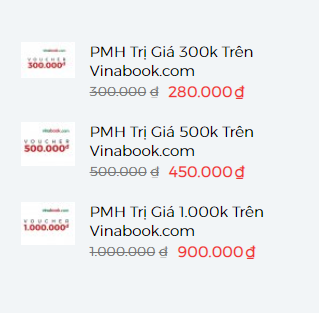 vinabook.com
VOUCHER
300.000đ
PMH Trị Giá 300k Trên
Vinabook.com
300.000 ₫ 280.000 ₫
vinabook.com
VOUCHER
500.000đ
PMH Trị Giá 500k Trên
Vinabook.com
500.000 ₫ 450.000 ₫
vinabook.com
VOUCHER
1.000.000đ
PMH Trị Giá 1.000k Trên
Vinabook.com
1.000.000 ₫ 900.000 ₫